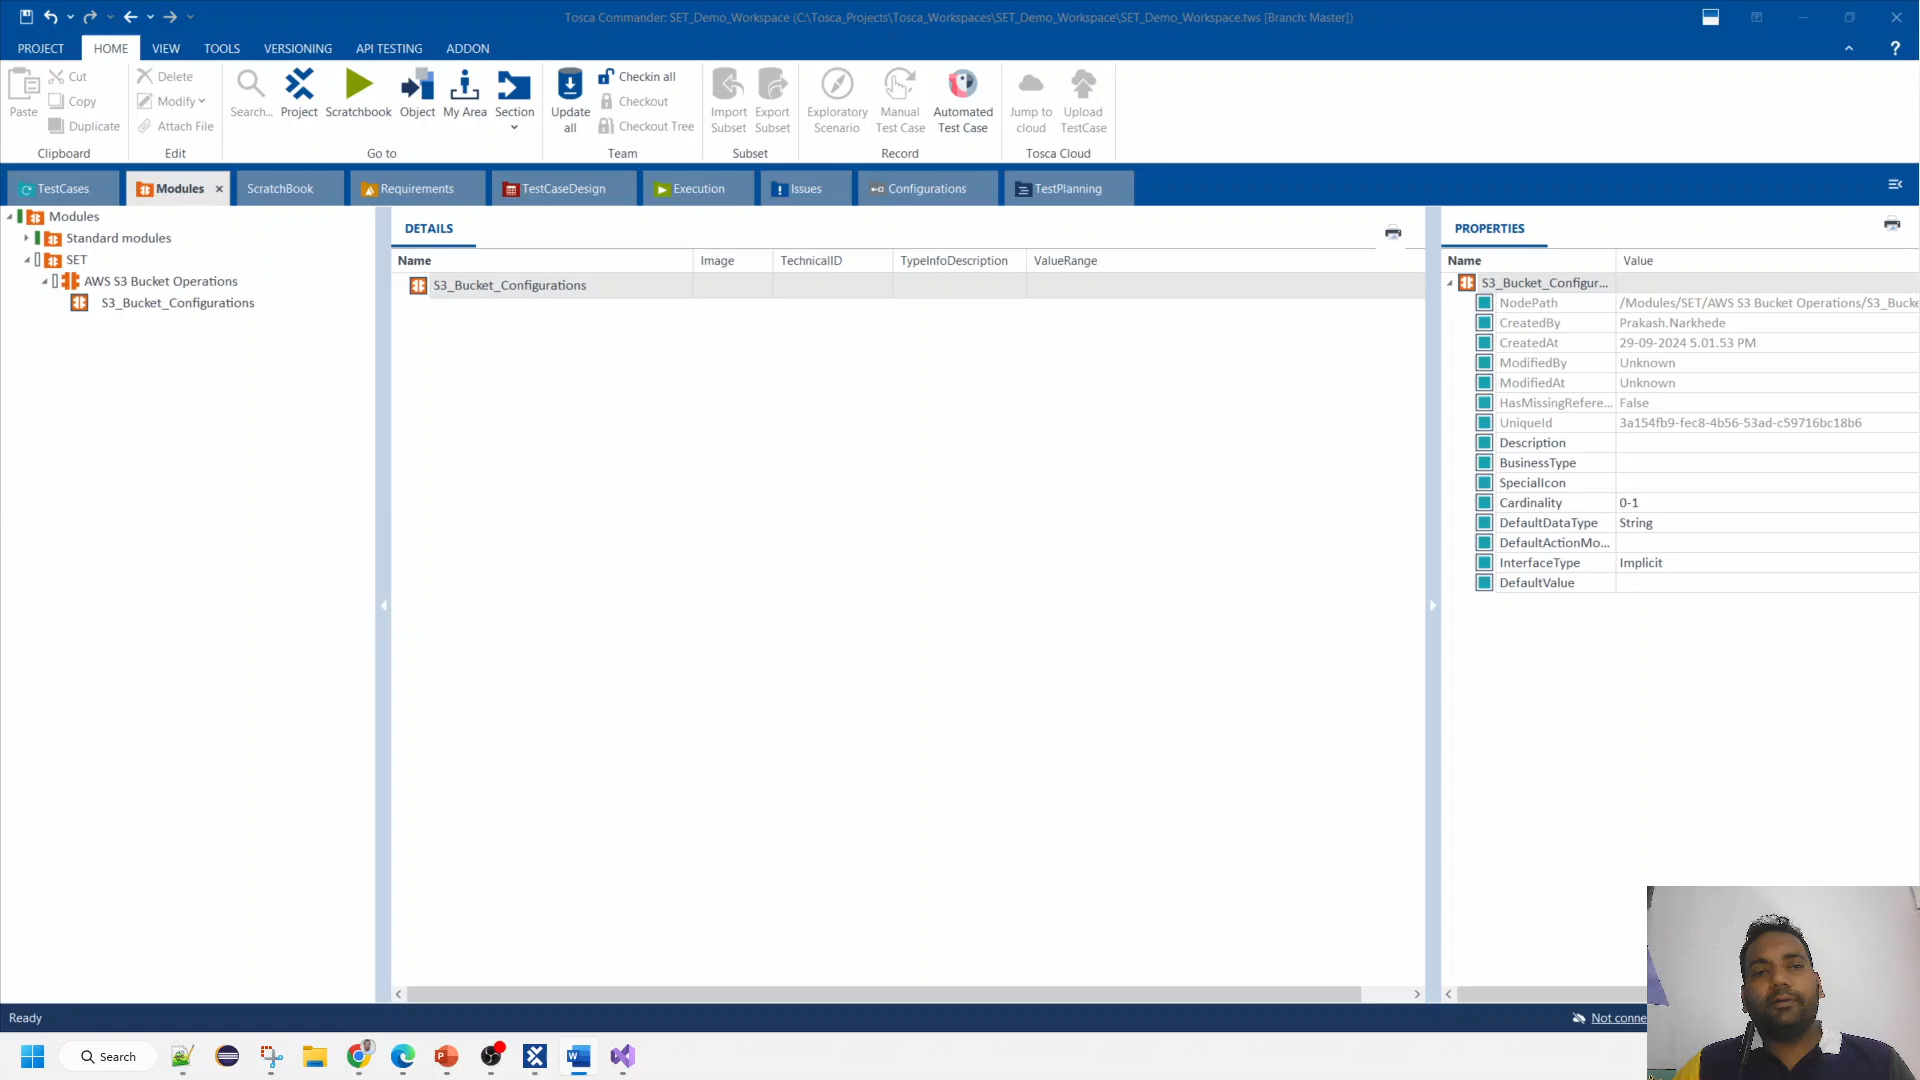 Tosca Commander: SET_Demo_Workspace (C:\Tosca_Projects\Tosca_Workspaces\SET_Demo_Workspace\SET_Demo_Workspace.tws [Branch: Master])
PROJECT HOME VIEW TOOLS VERSIONING API TESTING ADDON ?
Paste Cut Copy Duplicate Clipboard
Delete Modify Attach File Edit
Search... Project Scratchbook Object My Area Section Go to
Update all Checkin all Checkout Checkout Tree Team
Import Subset Export Subset Subset
Exploratory Scenario Manual Test Case Automated Test Case Record
Jump to cloud Upload TestCase Tosca Cloud
TestCases Modules ScratchBook Requirements TestCaseDesign Execution Issues Configurations TestPlanning
Modules
Standard modules
SET
AWS S3 Bucket Operations
S3_Bucket_Configurations
DETAILS
Name Image TechnicalID TypeInfoDescription ValueRange
S3_Bucket_Configurations
PROPERTIES
Name Value
S3_Bucket_Configur...
NodePath /Modules/SET/AWS S3 Bucket Operations/S3_Bucke
CreatedBy Prakash.Narkhede
CreatedAt 29-09-2024 5.01.53 PM
ModifiedBy Unknown
ModifiedAt Unknown
HasMissingRefere... False
UniqueId 3a154fb9-fec8-4b56-53ad-c59716bc18b6
Description
BusinessType
SpecialIcon
Cardinality 0-1
DefaultDataType String
DefaultActionMo...
InterfaceType Implicit
DefaultValue
Ready Not conne
Search